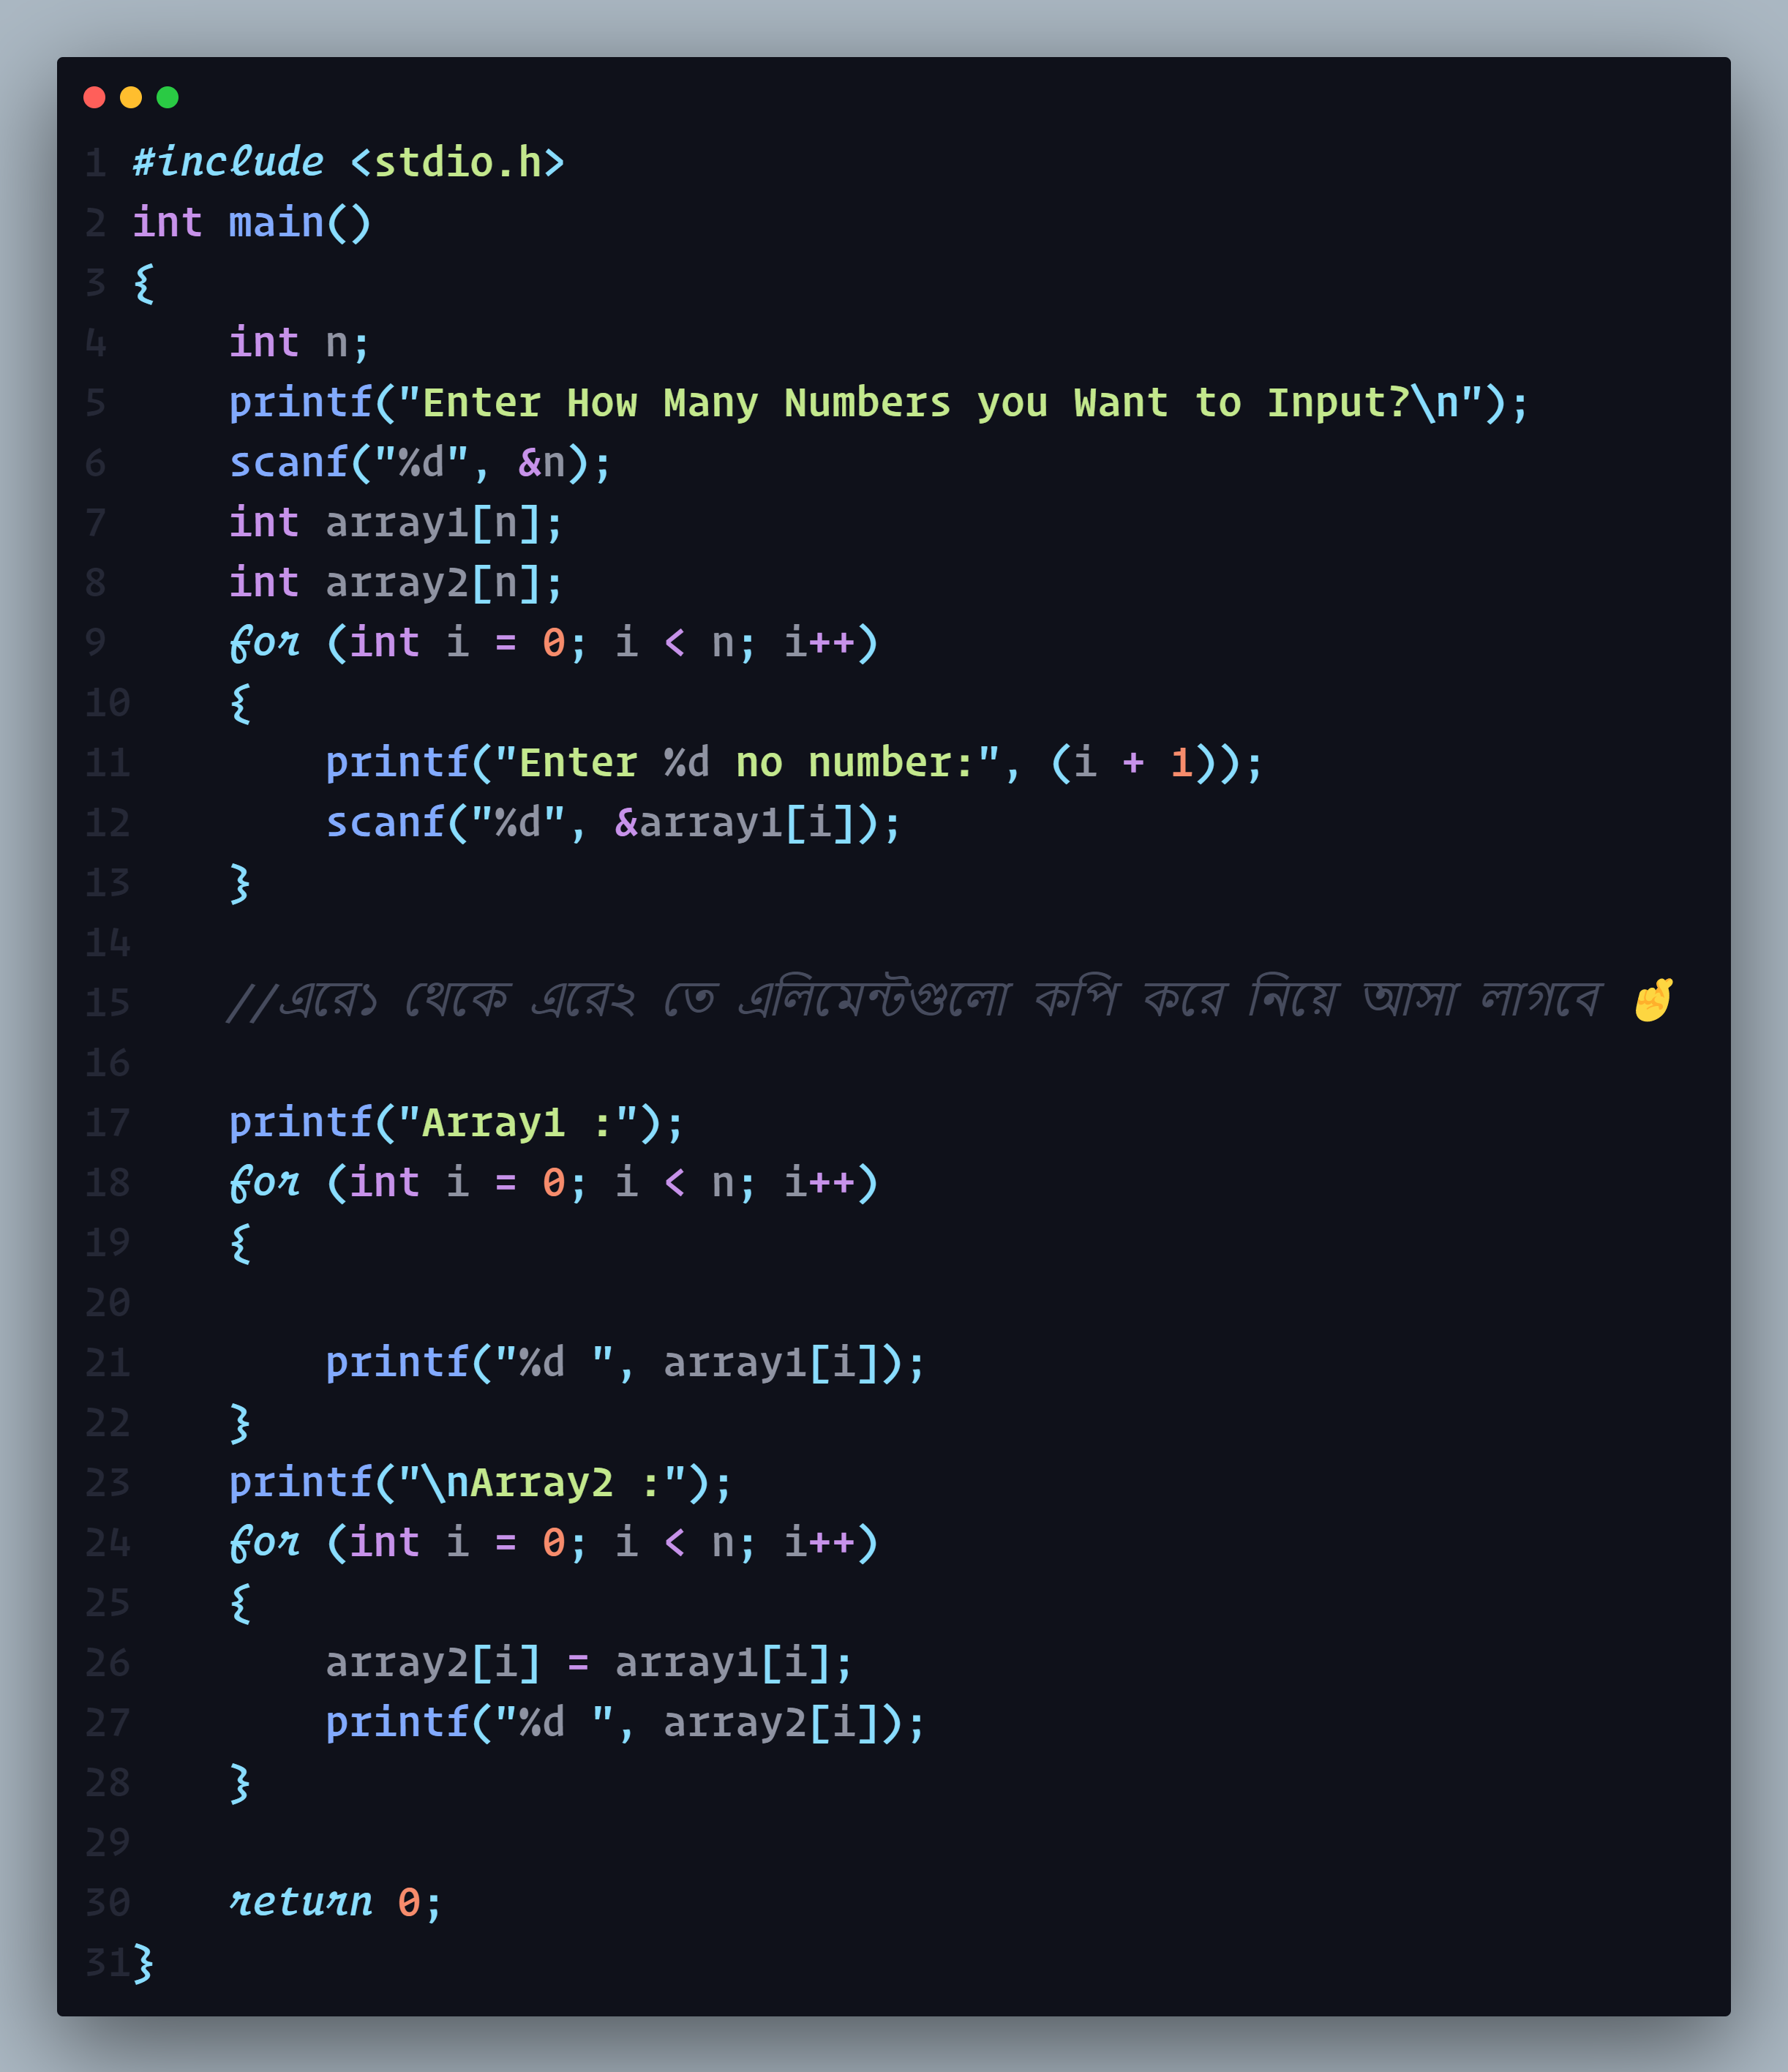 1 #include <stdio.h>
2 int main()
3 {
4     int n;
5     printf("Enter How Many Numbers you Want to Input?\n");
6     scanf("%d", &n);
7     int array1[n];
8     int array2[n];
9     for (int i = 0; i < n; i++)
10     {
11         printf("Enter %d no number:", (i + 1));
12         scanf("%d", &array1[i]);
13     }
14
15     //এরে১ থেকে এরে২ তে এলিমেন্টগুলো কপি করে নিয়ে আসা লাগবে 🫰
16
17     printf("Array1 :");
18     for (int i = 0; i < n; i++)
19     {
20
21         printf("%d ", array1[i]);
22     }
23     printf("\nArray2 :");
24     for (int i = 0; i < n; i++)
25     {
26         array2[i] = array1[i];
27         printf("%d ", array2[i]);
28     }
29
30     return 0;
31 }